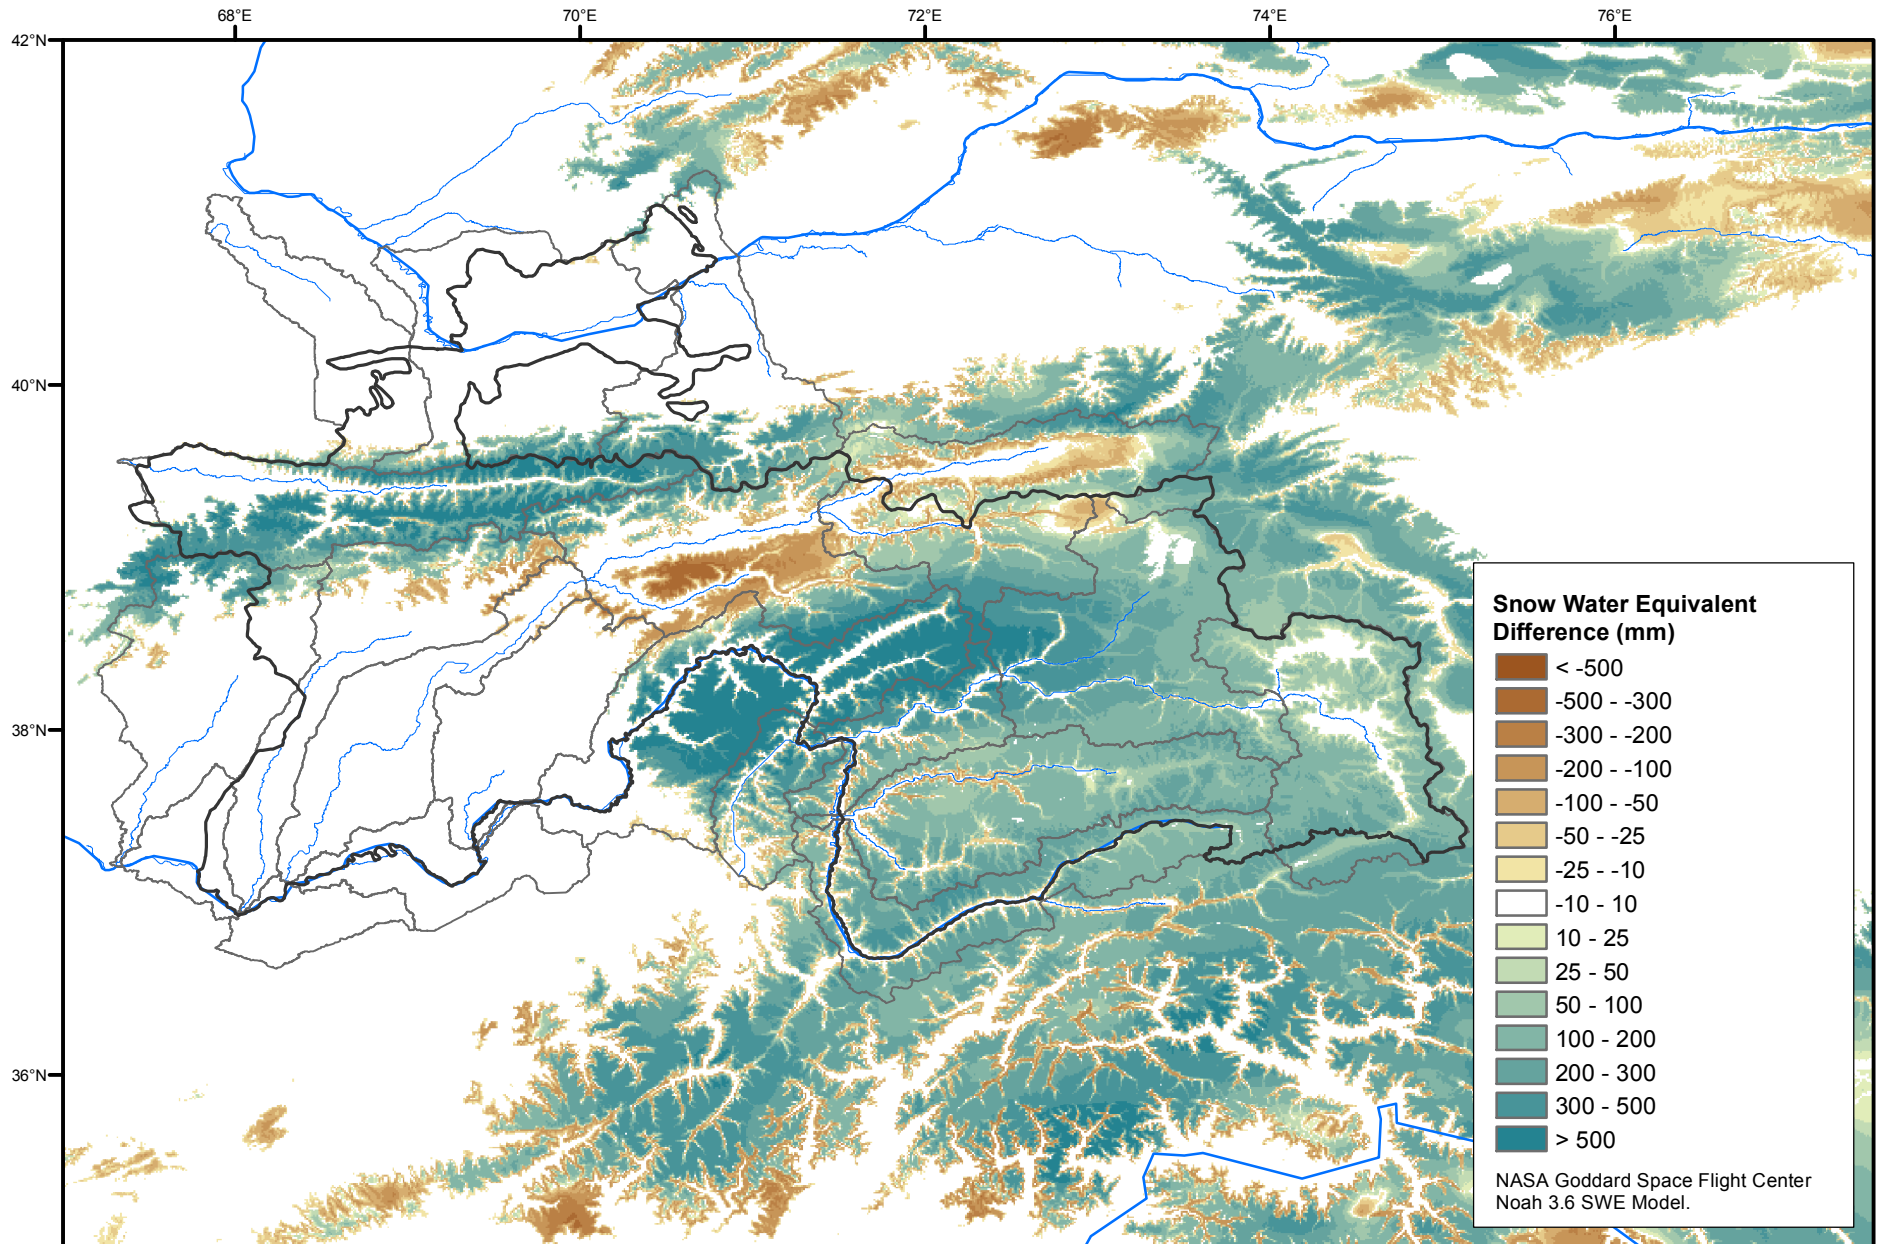 68°E
70°E
72°E
74°E
76°E
42°N
40°N
38°N
36°N
Snow Water Equivalent
Difference (mm)
< -500
-500 - -300
-300 - -200
-200 - -100
-100 - -50
-50 - -25
-25 - -10
-10 - 10
10 - 25
25 - 50
50 - 100
100 - 200
200 - 300
300 - 500
> 500
NASA Goddard Space Flight Center
Noah 3.6 SWE Model.